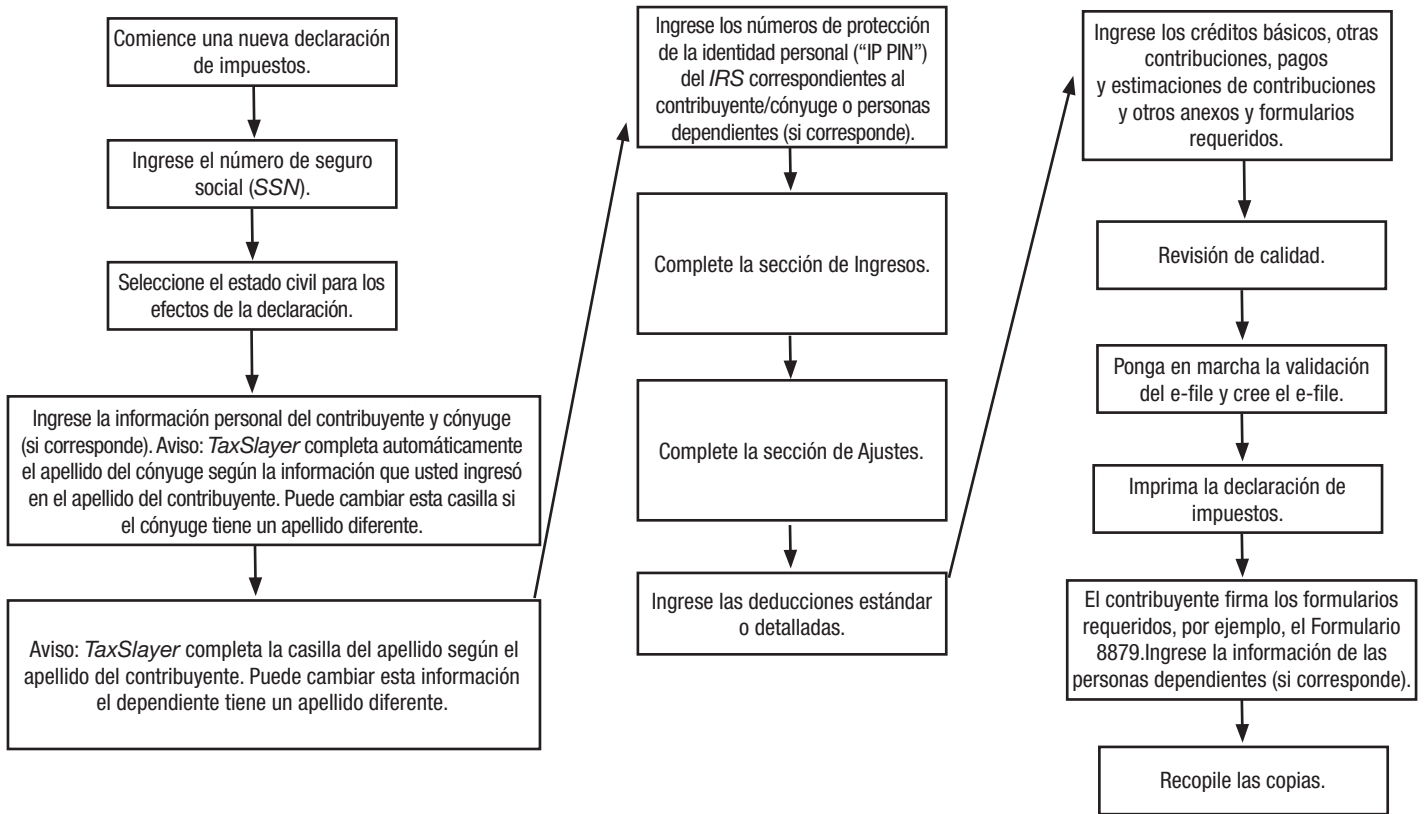 Comience una nueva declaración
de impuestos.
Ingrese el número de seguro
social (SSN).
Seleccione el estado civil para los
efectos de la declaración.
Ingrese la información personal del contribuyente y cónyuge
(si corresponde). Aviso: TaxSlayer completa automáticamente
el apellido del cónyuge según la información que usted ingresó
en el apellido del contribuyente. Puede cambiar esta casilla si
el cónyuge tiene un apellido diferente.
Aviso: TaxSlayer completa la casilla del apellido según el
apellido del contribuyente. Puede cambiar esta información
el dependiente tiene un apellido diferente.
Ingrese los números de protección
de la identidad personal (“IP PIN”)
del IRS correspondientes al
contribuyente/cónyuge o personas
dependientes (si corresponde).
Complete la sección de Ingresos.
Complete la sección de Ajustes.
Ingrese las deducciones estándar
o detalladas.
Ingrese los créditos básicos, otras
contribuciones, pagos
y estimaciones de contribuciones
y otros anexos y formularios
requeridos.
Revisión de calidad.
Ponga en marcha la validación
del e-file y cree el e-file.
Imprima la declaración de
impuestos.
El contribuyente firma los formularios
requeridos, por ejemplo, el Formulario
8879.Ingrese la información de las
personas dependientes (si corresponde).
Recopile las copias.